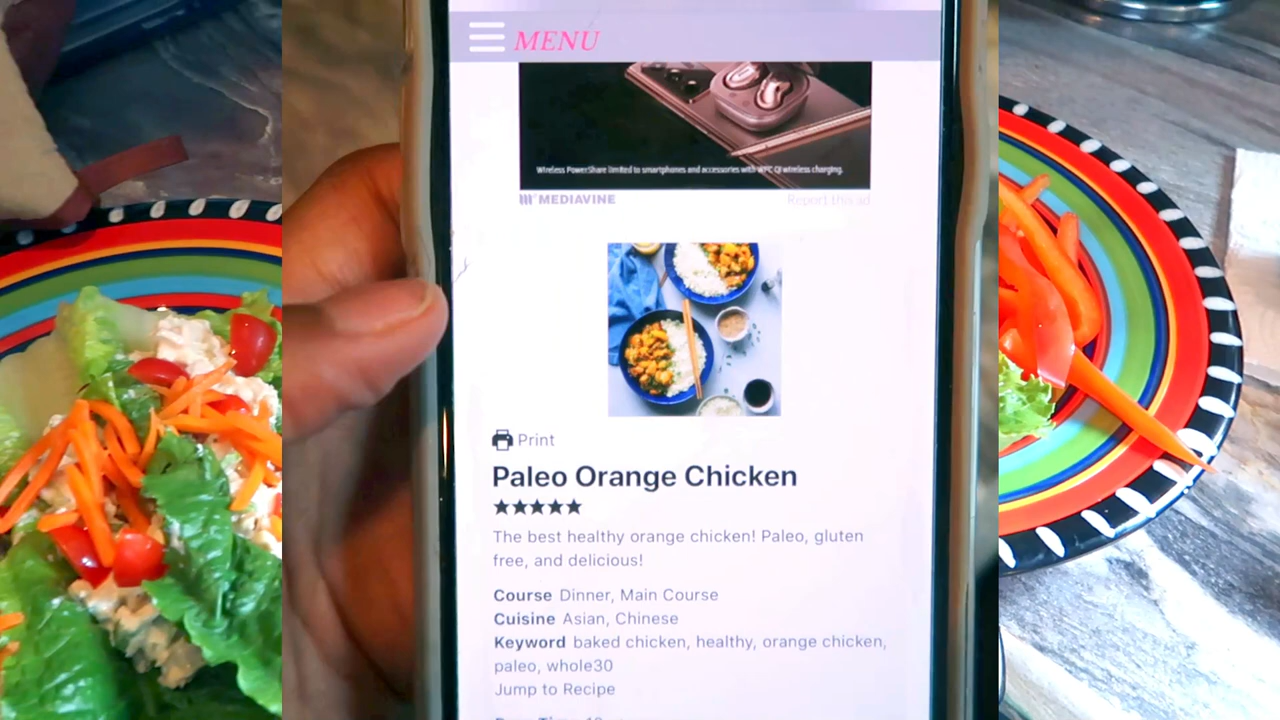 MENU
Wireless PowerShare limited to smartphones and accessories with WPC Qi wireless charging.
MEDIAVINE
Report this ad
Print
Paleo Orange Chicken
The best healthy orange chicken! Paleo, gluten
free, and delicious!
Course Dinner, Main Course
Cuisine Asian, Chinese
Keyword baked chicken, healthy, orange chicken,
paleo, whole30
Jump to Recipe